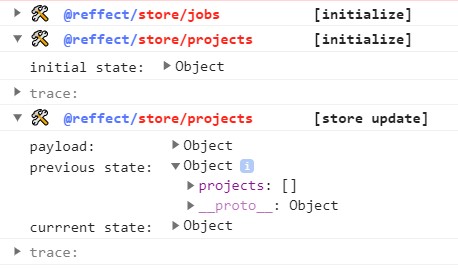 @reffect/store/jobs [initialize]
@reffect/store/projects [initialize]
initial state: Object
trace:
@reffect/store/projects [store update]
payload: Object
previous state: Object i
projects: []
__proto__: Object
currrent state: Object
trace: